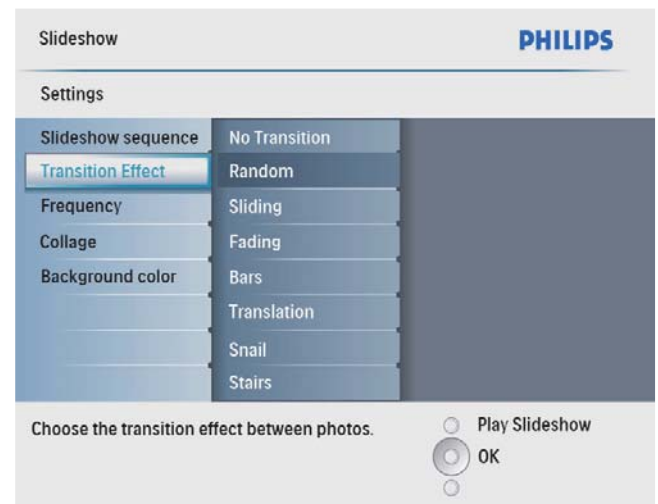 Slideshow
PHILIPS
Settings
Slideshow sequence
Transition Effect
Frequency
Collage
Background color
No Transition
Random
Sliding
Fading
Bars
Translation
Snail
Stairs
Choose the transition effect between photos.
Play Slideshow
OK